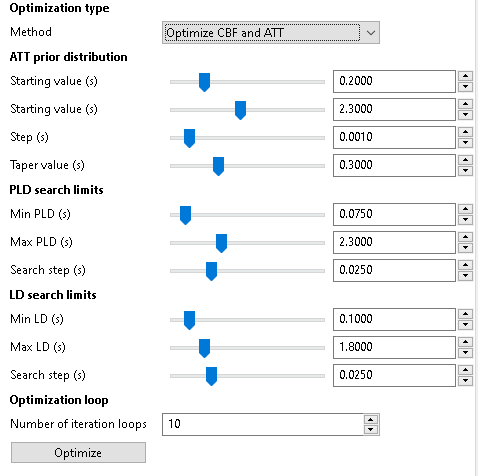 Optimization type
Method Optimize CBF and ATT
ATT prior distribution
Starting value (s) 0.2000
Starting value (s) 2.3000
Step (s) 0.0010
Taper value (s) 0.3000
PLD search limits
Min PLD (s) 0.0750
Max PLD (s) 2.3000
Search step (s) 0.0250
LD search limits
Min LD (s) 0.1000
Max LD (s) 1.8000
Search step (s) 0.0250
Optimization loop
Number of iteration loops 10
Optimize